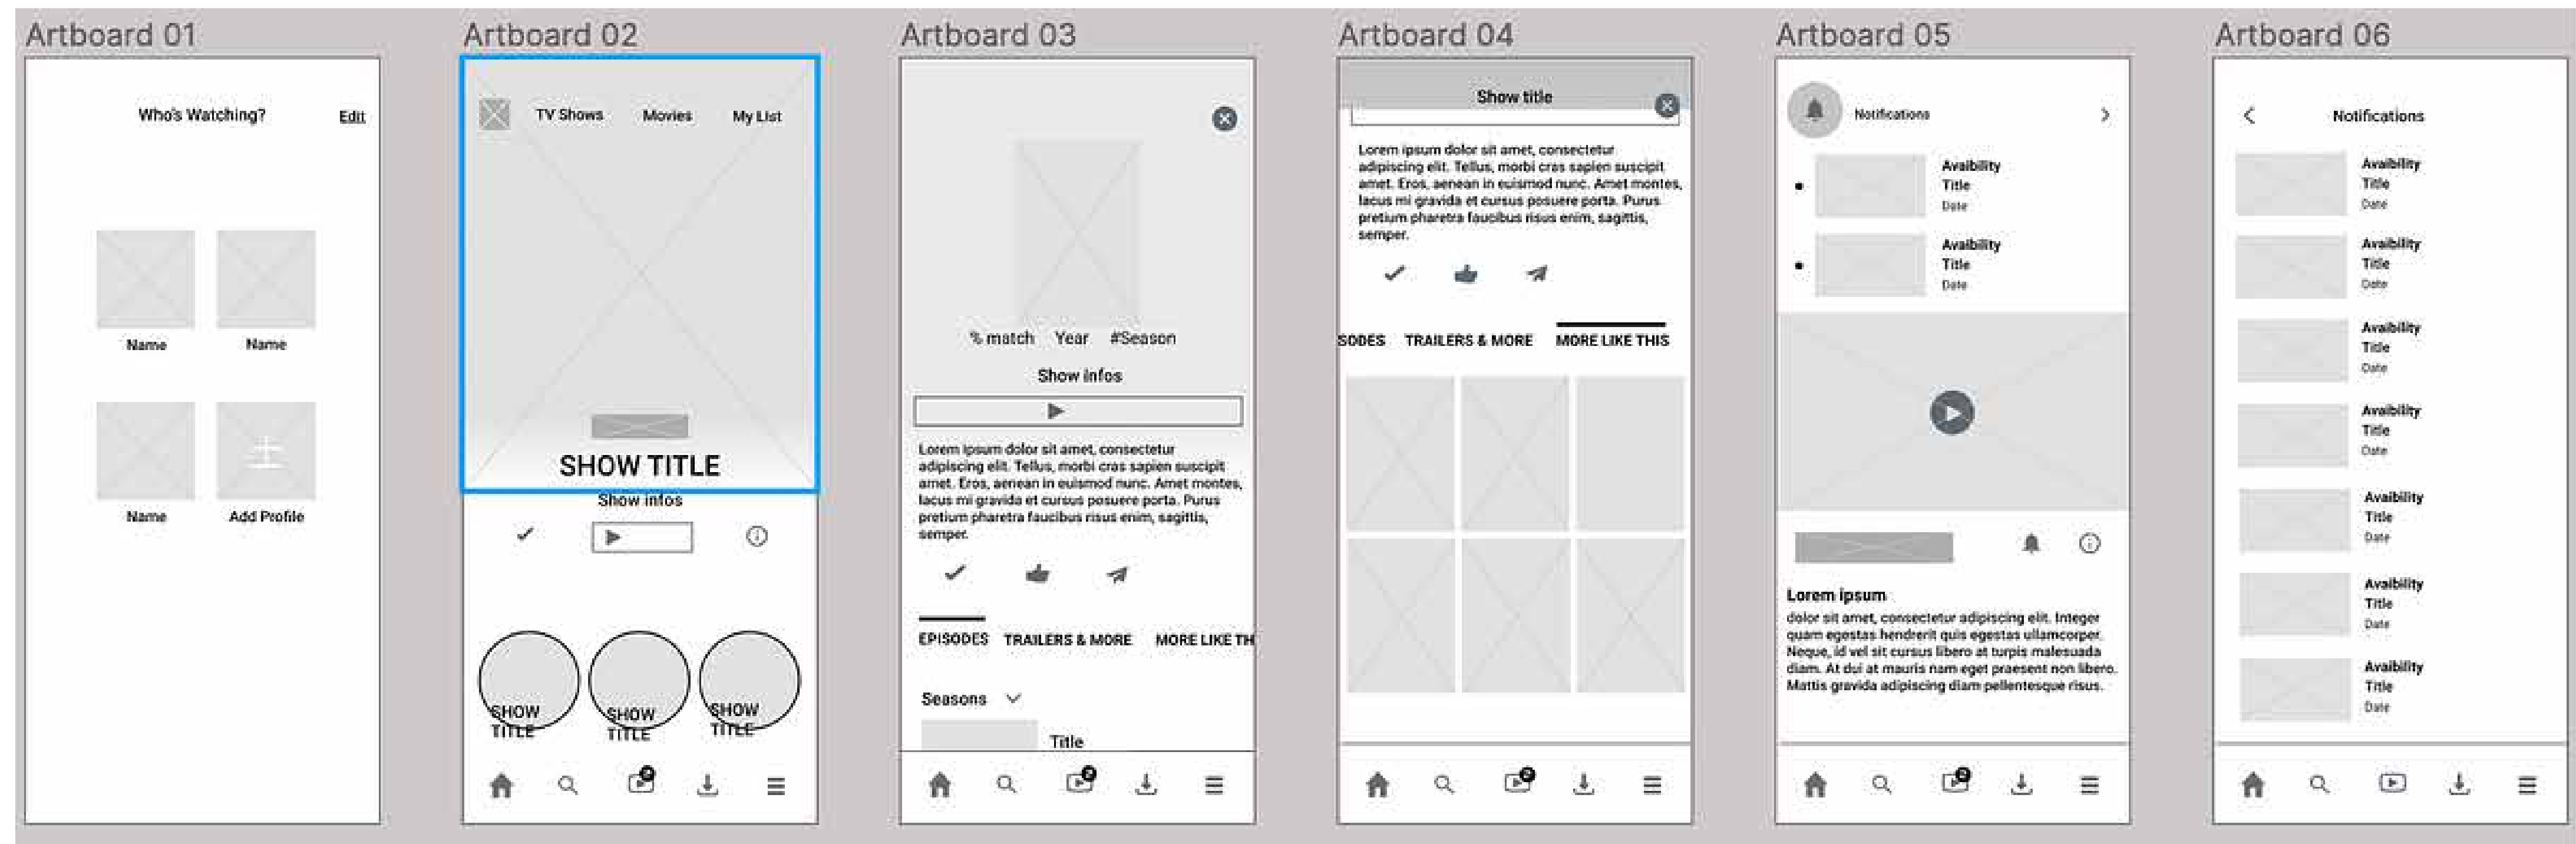 Artboard 01
Who's Watching?
Edit
Name
Name
Name
Add Profile
Artboard 02
TV Shows
Movies
My List
SHOW TITLE
Show infos
SHOW
TITLE
SHOW
TITLE
SHOW
TITLE
2
Artboard 03
% match
Year
#Season
Show infos
Lorem ipsum dolor sit amet, consectetur
adipiscing elit. Tellus, morbi cras sapien suscipit
amet. Eros, aenean in euismod nunc. Amet montes,
lacus mi gravida et cursus posuere porta. Purus
pretium pharetra faucibus risus enim, sagittis,
semper.
EPISODES
TRAILERS & MORE
MORE LIKE TH
Seasons
Title
2
Artboard 04
Show title
Lorem ipsum dolor sit amet, consectetur
adipiscing elit. Tellus, morbi cras sapien suscipit
amet. Eros, aenean in euismod nunc. Amet montes,
lacus mi gravida et cursus posuere porta. Purus
pretium pharetra faucibus risus enim, sagittis,
semper.
SODES
TRAILERS & MORE
MORE LIKE THIS
2
Artboard 05
Notifications
Avaibility
Title
Date
Avaibility
Title
Date
Lorem ipsum
dolor sit amet, consectetur adipiscing elit. Integer
quam egestas hendrerit quis egestas ullamcorper.
Neque, id vel sit cursus libero at turpis malesuada
diam. At dui at mauris nam eget praesent non libero.
Mattis gravida adipiscing diam pellentesque risus.
2
Artboard 06
Notifications
Avaibility
Title
Date
Avaibility
Title
Date
Avaibility
Title
Date
Avaibility
Title
Date
Avaibility
Title
Date
Avaibility
Title
Date
Avaibility
Title
Date